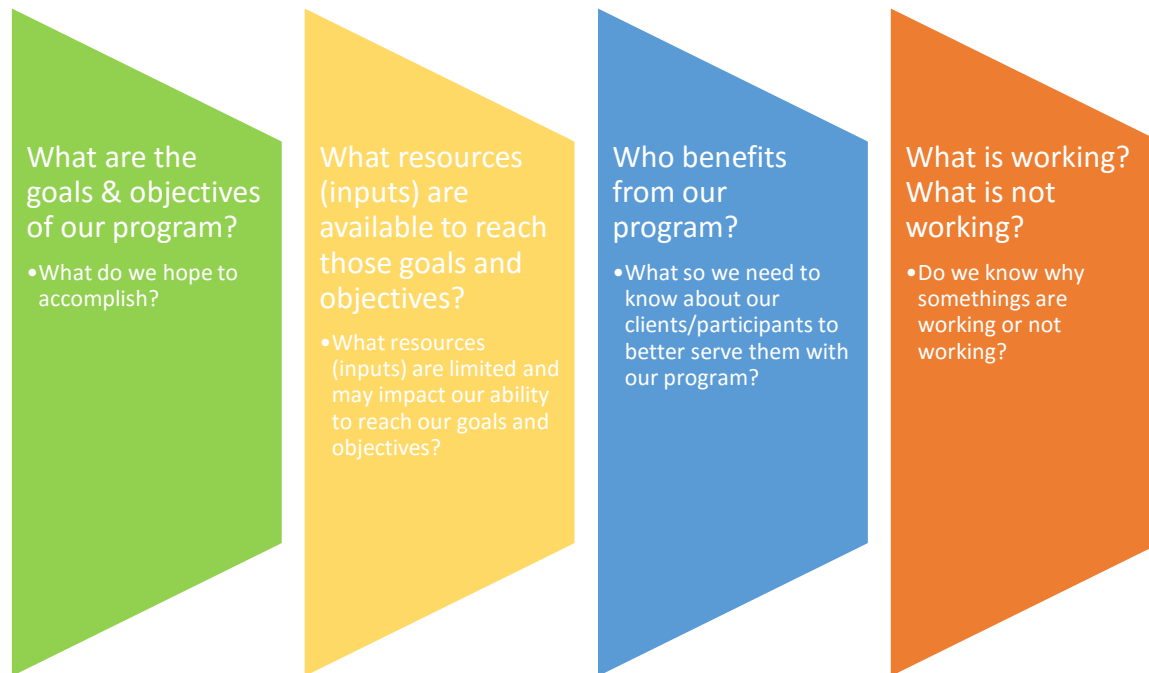 What are the
goals & objectives
of our program?
•What do we hope to
accomplish?
What resources
(inputs) are
available to reach
those goals and
objectives?
•What resources
(inputs) are limited and
may impact our ability
to reach our goals and
objectives?
Who benefits
from our
program?
•What so we need to
know about our
clients/participants to
better serve them with
our program?
What is working?
What is not
working?
•Do we know why
somethings are
working or not
working?